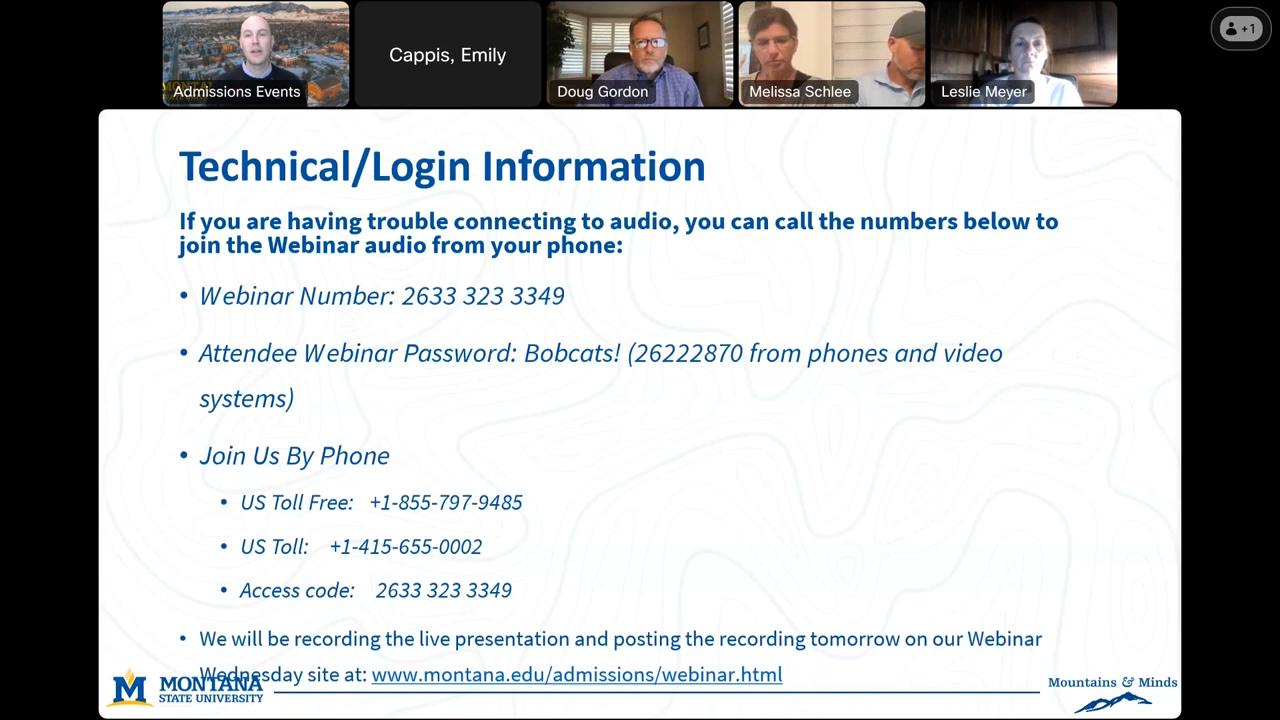 Cappis, Emily
Admissions Events
Doug Gordon
Melissa Schlee
Leslie Meyer
+1
Technical/Login Information
If you are having trouble connecting to audio, you can call the numbers below to
join the Webinar audio from your phone:
• Webinar Number: 2633 323 3349
• Attendee Webinar Password: Bobcats! (26222870 from phones and video
systems)
• Join Us By Phone
• US Toll Free: +1-855-797-9485
• US Toll: +1-415-655-0002
• Access code: 2633 323 3349
• We will be recording the live presentation and posting the recording tomorrow on our Webinar
Wednesday site at: www.montana.edu/admissions/webinar.html
M MONTANA
STATE UNIVERSITY
Mountains & Minds